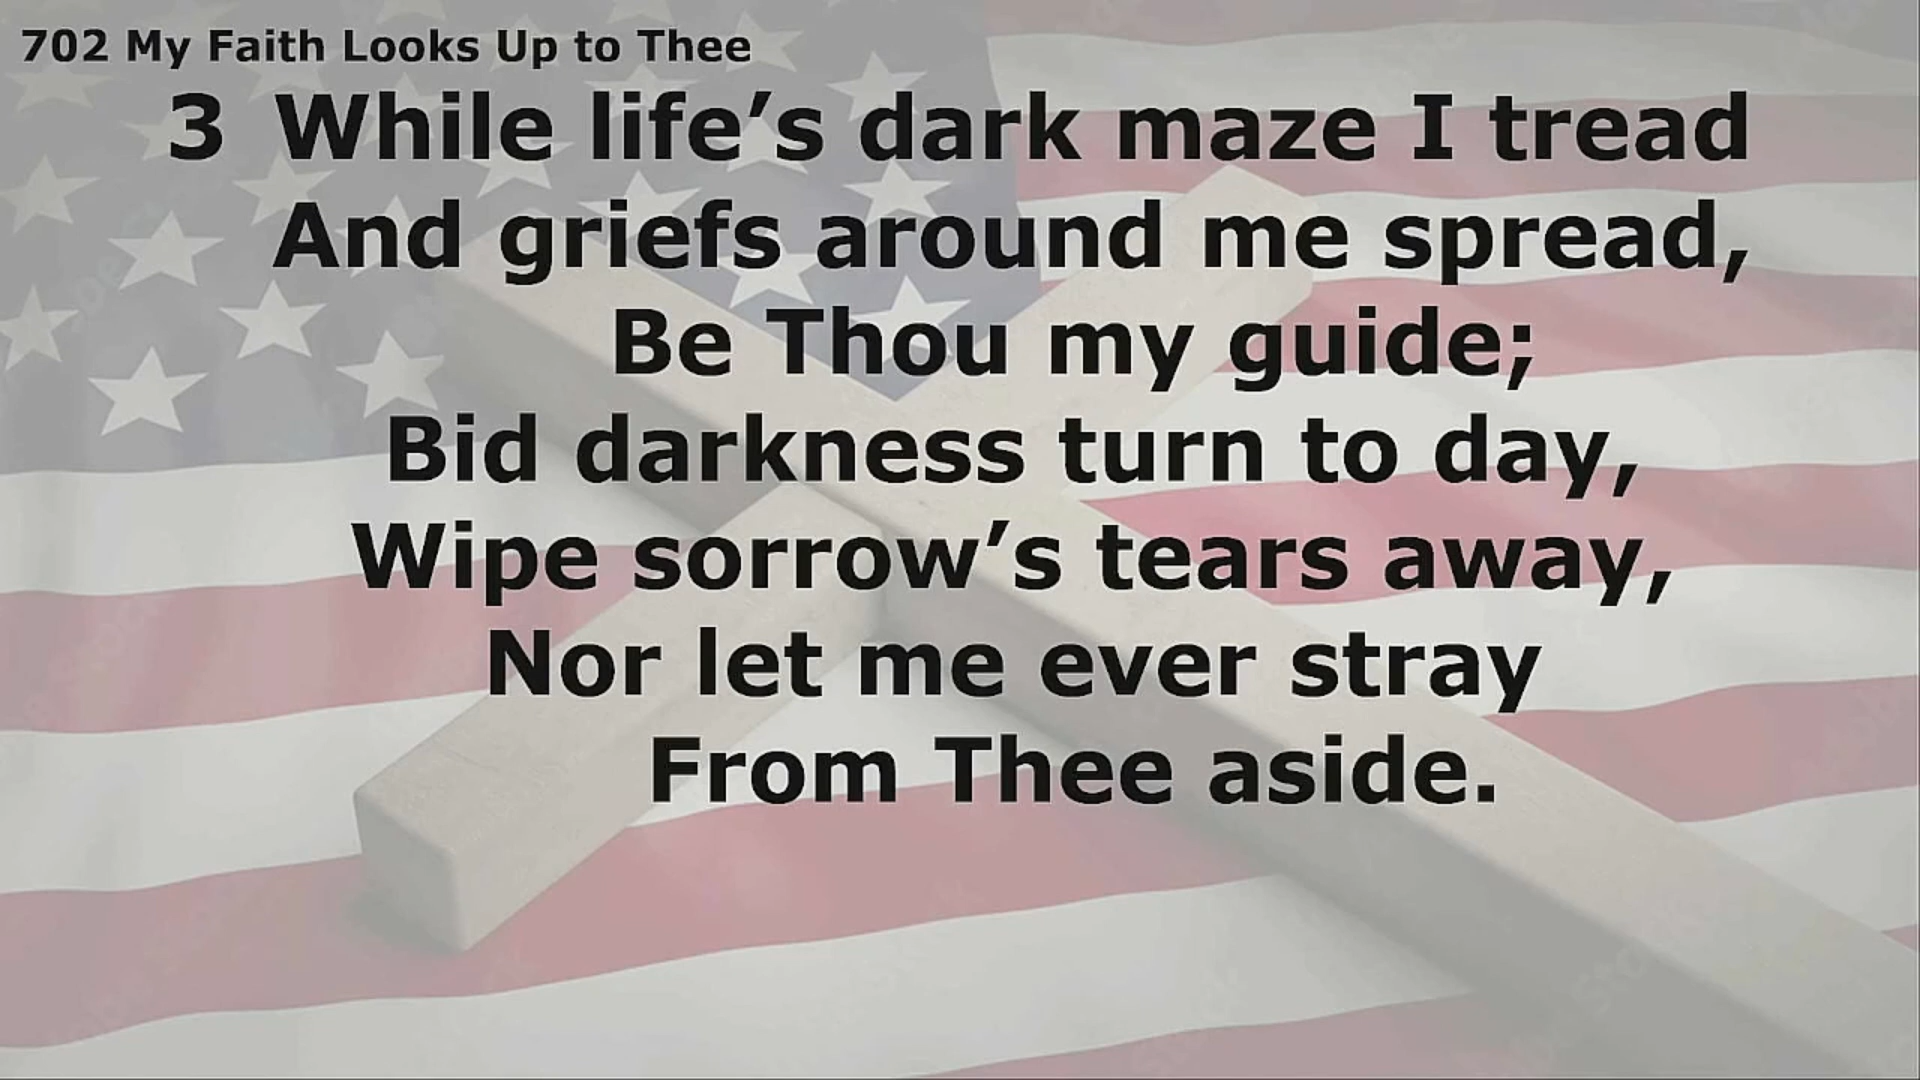 702 My Faith Looks Up to Thee
3 While life’s dark maze I tread
And griefs around me spread,
Be Thou my guide;
Bid darkness turn to day,
Wipe sorrow’s tears away,
Nor let me ever stray
From Thee aside.